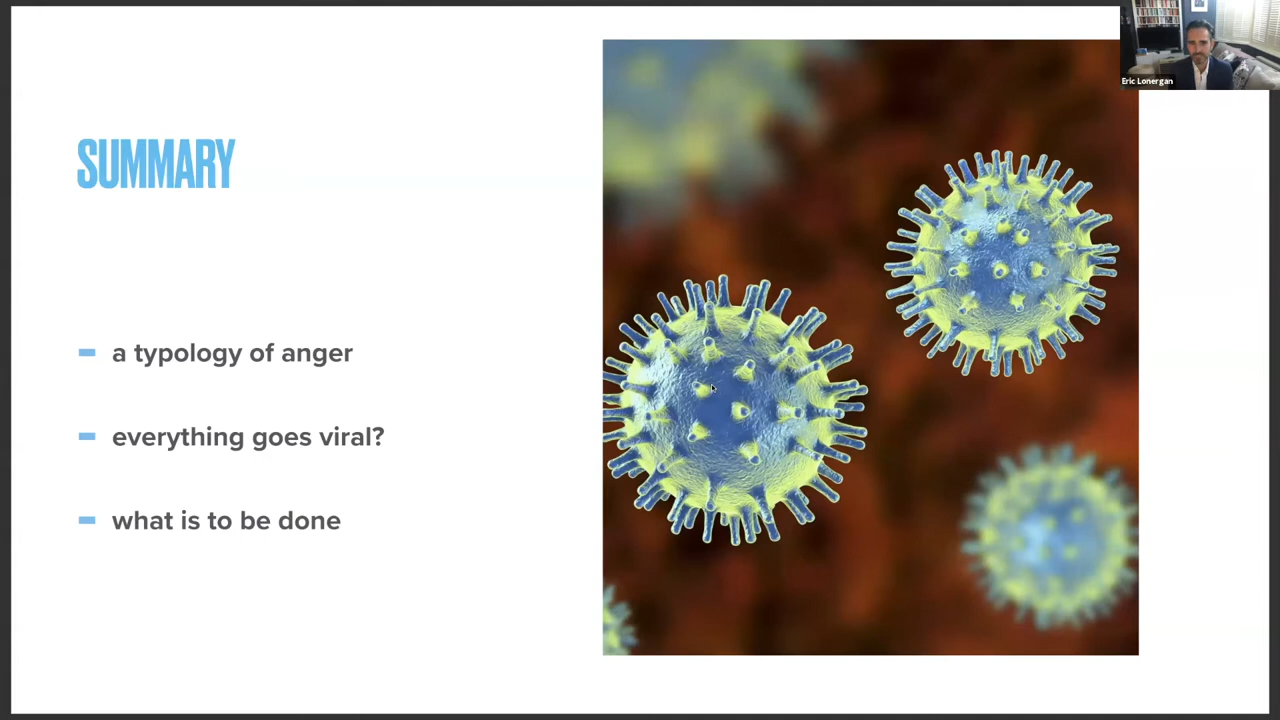 Eric Lonergan
SUMMARY
a typology of anger
everything goes viral?
what is to be done